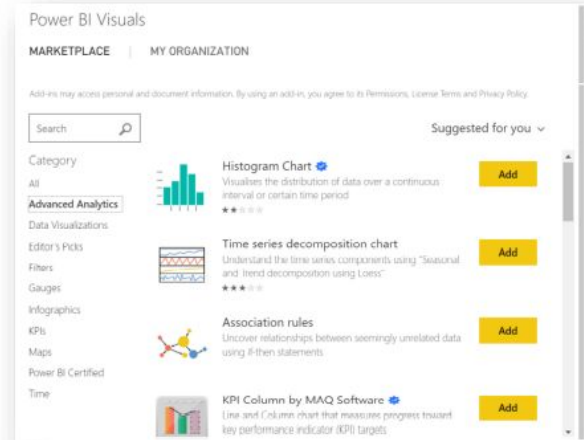 Power BI Visuals
MARKETPLACE | MY ORGANIZATION
Add-ins may access personal and document information. By using an add-in, you agree to its Permissions, License Terms and Privacy Policy.
Search
Suggested for you
Category
All
Advanced Analytics
Data Visualizations
Editor's Picks
Filters
Gauges
Infographics
KPIs
Maps
Power BI Certified
Time
Histogram Chart
Visualises the distribution of data over a continuous
interval or certain time period
Add
Time series decomposition chart
Understand the time series components using "Seasonal
and Trend decomposition using Loess"
Add
Association rules
Uncover relationships between seemingly unrelated data
using if-then statements
Add
KPI Column by MAQ Software
Line and Column chart that measures progress toward
key performance indicator (KPI) targets
Add